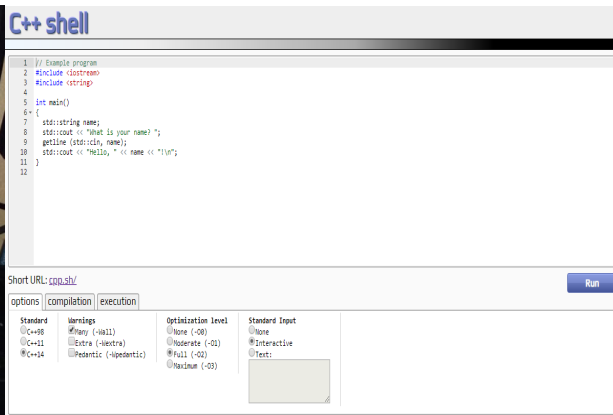 C++ shell
1 // Example program
2 #include <iostream>
3 #include <string>
4
5 int main()
6 {
7 std::string name;
8 std::cout << "What is your name? ";
9 getline (std::cin, name);
10 std::cout << "Hello, " << name << "!\n";
11 }
12
Short URL: cpp.sh/
Run
options compilation execution
Standard Warnings Optimization level Standard Input
C++98 Many (-Wall) None (-O0) None
C++11 Extra (-Wextra) Moderate (-O1) Interactive
C++14 Pedantic (-Wpedantic) Full (-O2) Text:
Maximum (-O3)